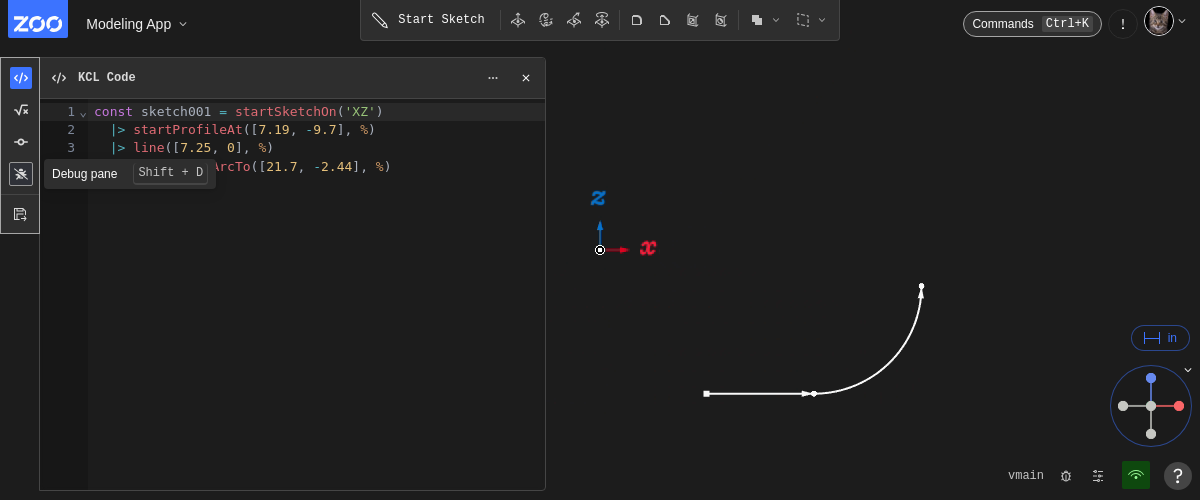 ZOO Modeling App
Start Sketch
Commands Ctrl+K
!
KCL Code
1 const sketch001 = startSketchOn('XZ')
2 |> startProfileAt([7.19, -9.7], %)
3 |> line([7.25, 0], %)
ArcTo([21.7, -2.44], %)
Debug pane Shift + D
z
x
in
vmain
?